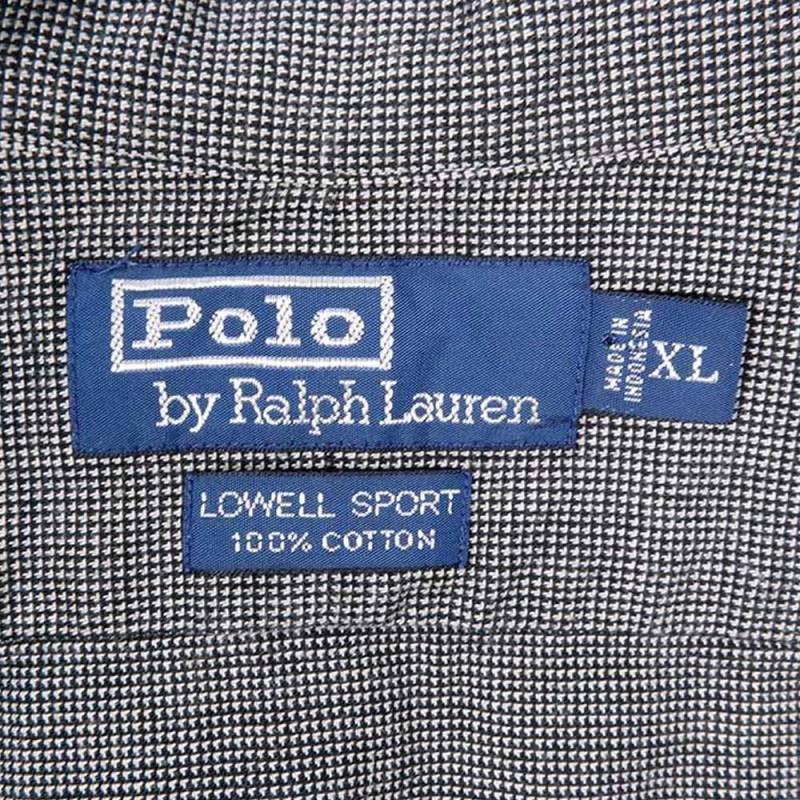 Polo
by Ralph Lauren
MADE IN
INDONESIA
XL
LOWELL SPORT
100% COTTON